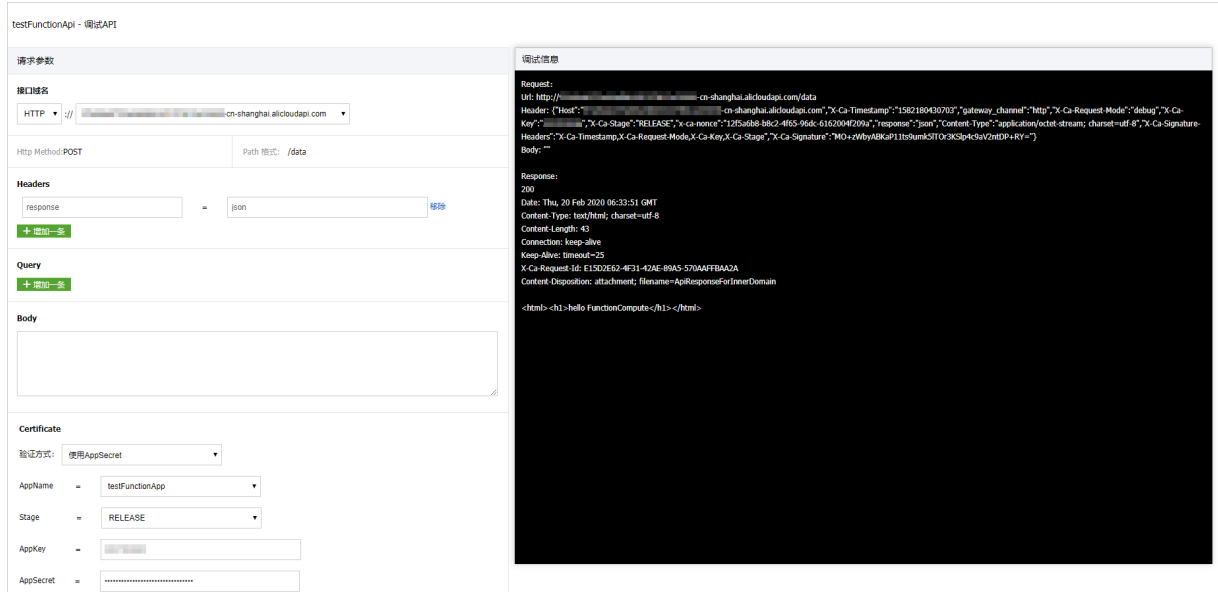 testFunctionApi - 调试API
请求参数
接口域名
HTTP :// -cn-shanghai.alicloudapi.com
Http Method:POST
Path 格式: /data
Headers
response = json 移除
+ 增加一条
Query
+ 增加一条
Body
Certificate
验证方式: 使用AppSecret
AppName = testFunctionApp
Stage = RELEASE
AppKey =
AppSecret = ••••••••••••••••••••••••••••••••
调试信息
Request:
Url: http:// -cn-shanghai.alicloudapi.com/data
Header: {"Host":" -cn-shanghai.alicloudapi.com","X-Ca-Timestamp":"1582180430703","gateway_channel":"http","X-Ca-Request-Mode":"debug","X-Ca-
Key":" ","X-Ca-Stage":"RELEASE","x-ca-nonce":"12f5a6b8-b8c2-4f65-96dc-6162004f209a","response":"json","Content-Type":"application/octet-stream; charset=utf-8","X-Ca-Signature-
Headers":"X-Ca-Timestamp,X-Ca-Request-Mode,X-Ca-Key,X-Ca-Stage","X-Ca-Signature":"MO+zWbyABKaP11ts9umk5lTOr3KSlp4c9aV2ntDP+RY="}
Body: ""
Response:
200
Date: Thu, 20 Feb 2020 06:33:51 GMT
Content-Type: text/html; charset=utf-8
Content-Length: 43
Connection: keep-alive
Keep-Alive: timeout=25
X-Ca-Request-Id: E15D2E62-4F31-42AE-89A5-570AAFFBAA2A
Content-Disposition: attachment; filename=ApiResponseForInnerDomain
<html><h1>hello FunctionCompute</h1></html>